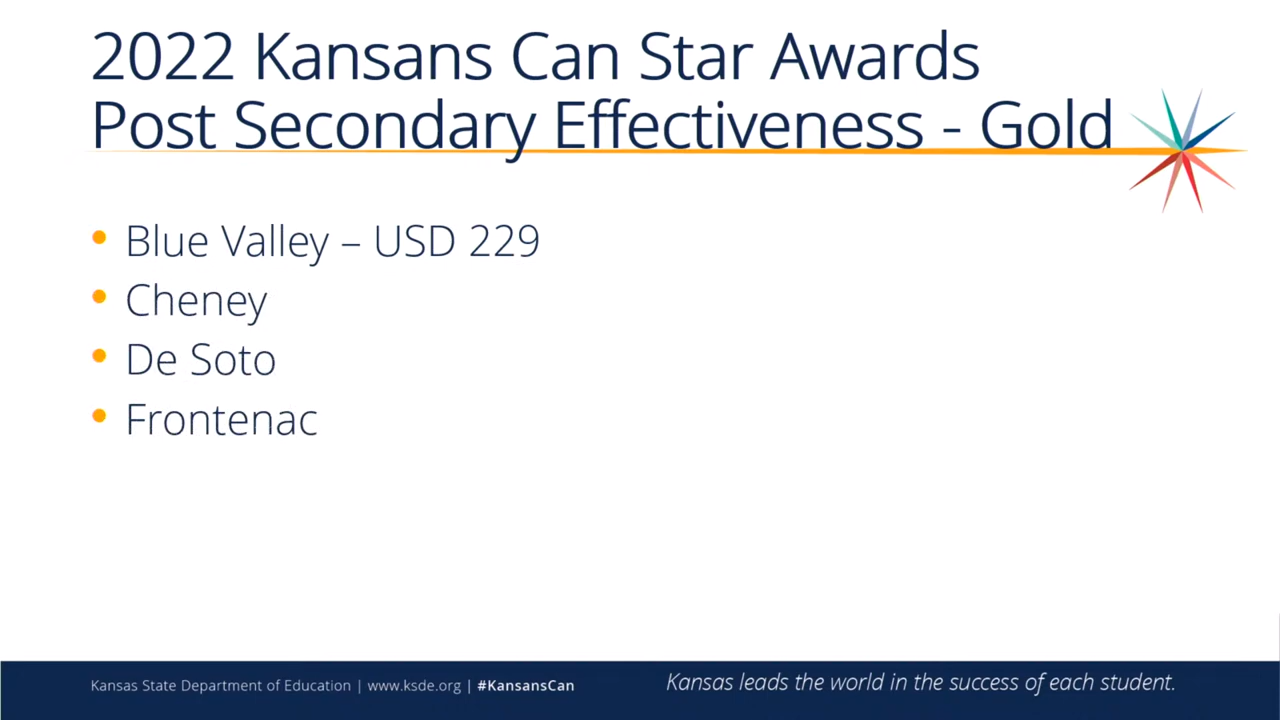 2022 Kansans Can Star Awards
Post Secondary Effectiveness - Gold
• Blue Valley – USD 229
• Cheney
• De Soto
• Frontenac
Kansas State Department of Education | www.ksde.org | #KansansCan
Kansas leads the world in the success of each student.